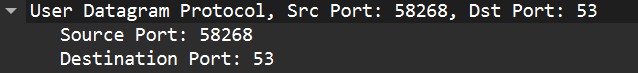 User Datagram Protocol, Src Port: 58268, Dst Port: 53
Source Port: 58268
Destination Port: 53